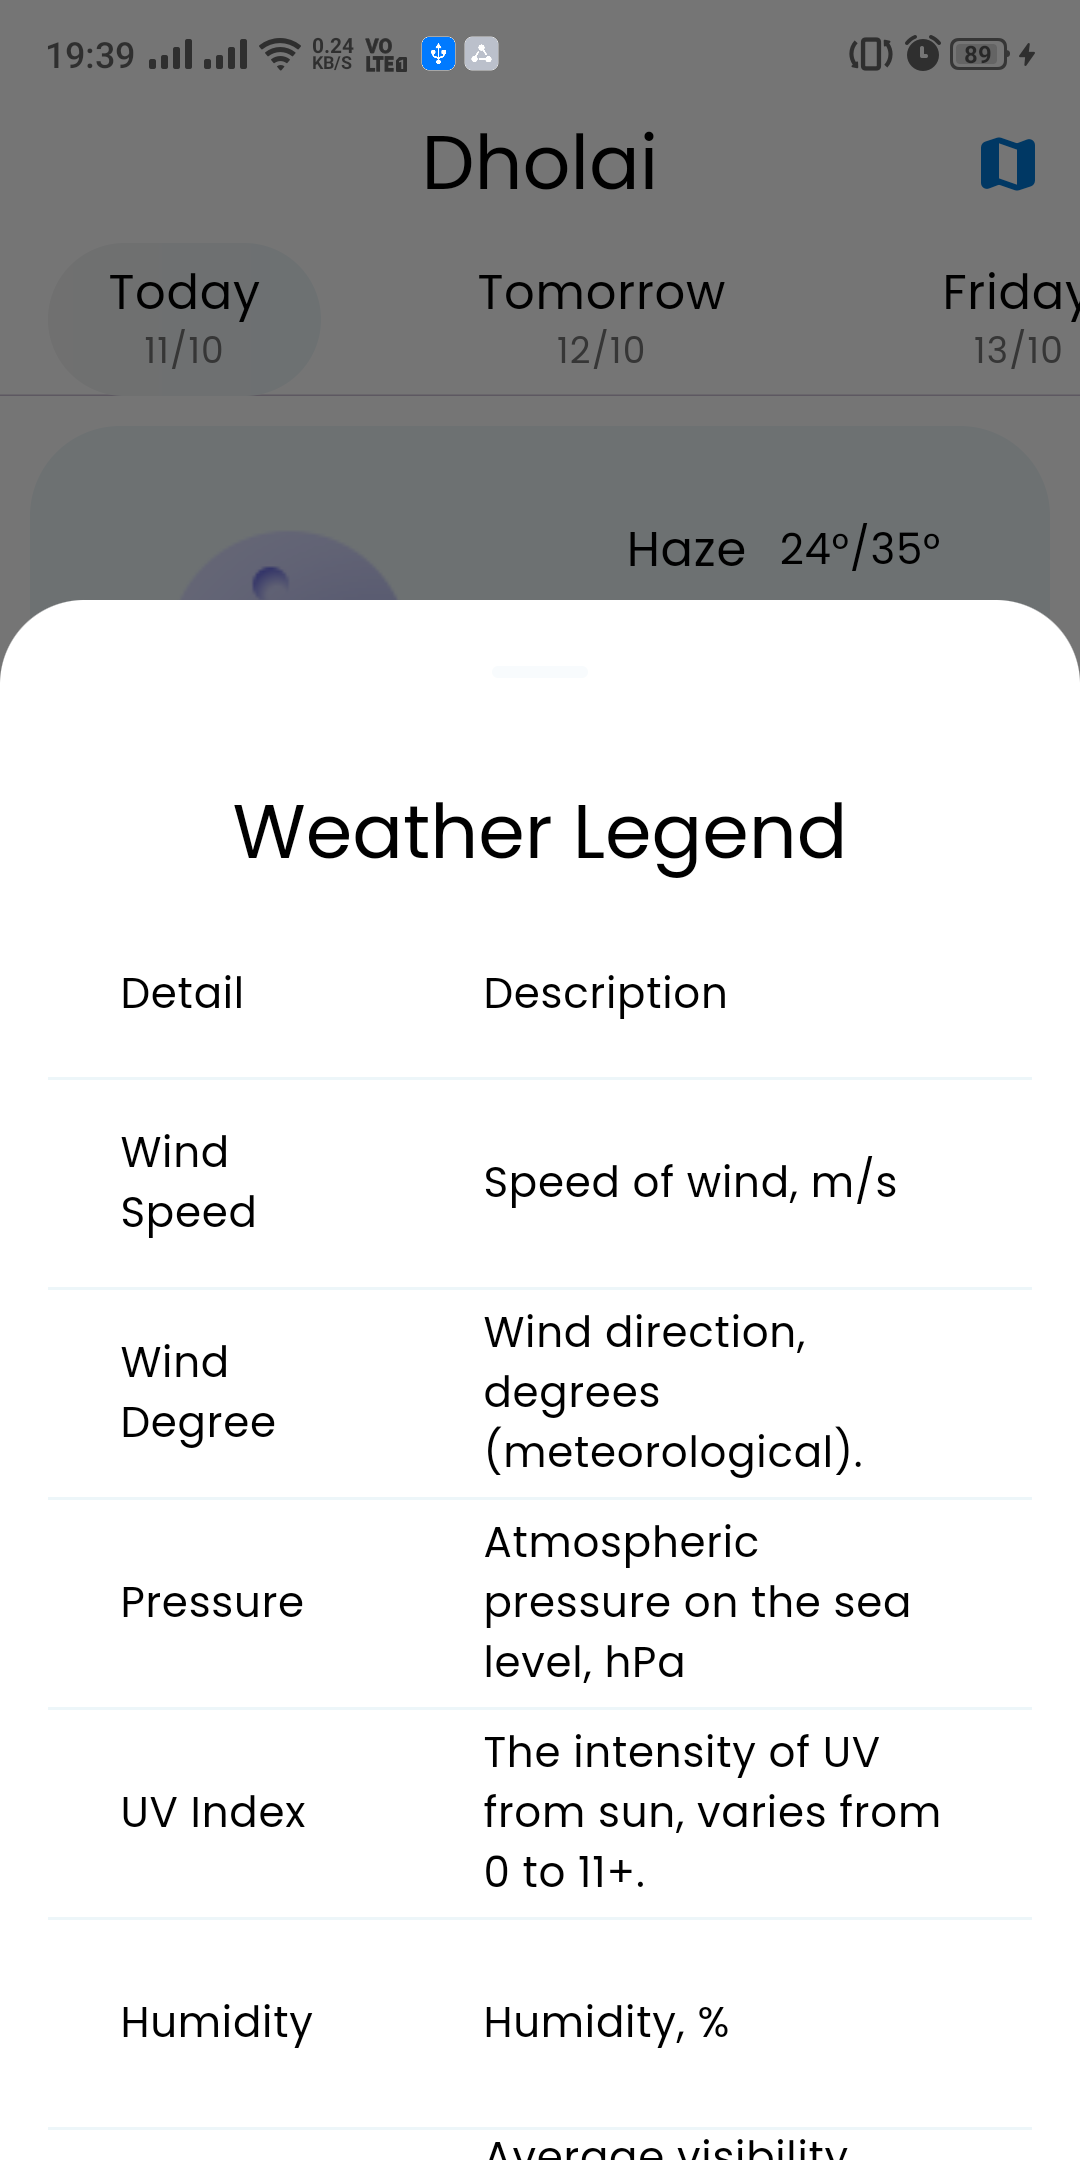 19:39 0.24 KB/S VO LTE1 89
Dholai
Today Tomorrow Friday
11/10 12/10 13/10
Haze 24°/35°
Weather Legend
Detail Description
Wind
Speed
Speed of wind, m/s
Wind
Degree
Wind direction,
degrees
(meteorological).
Pressure
Atmospheric
pressure on the sea
level, hPa
UV Index
The intensity of UV
from sun, varies from
0 to 11+.
Humidity Humidity, %
Average visibility